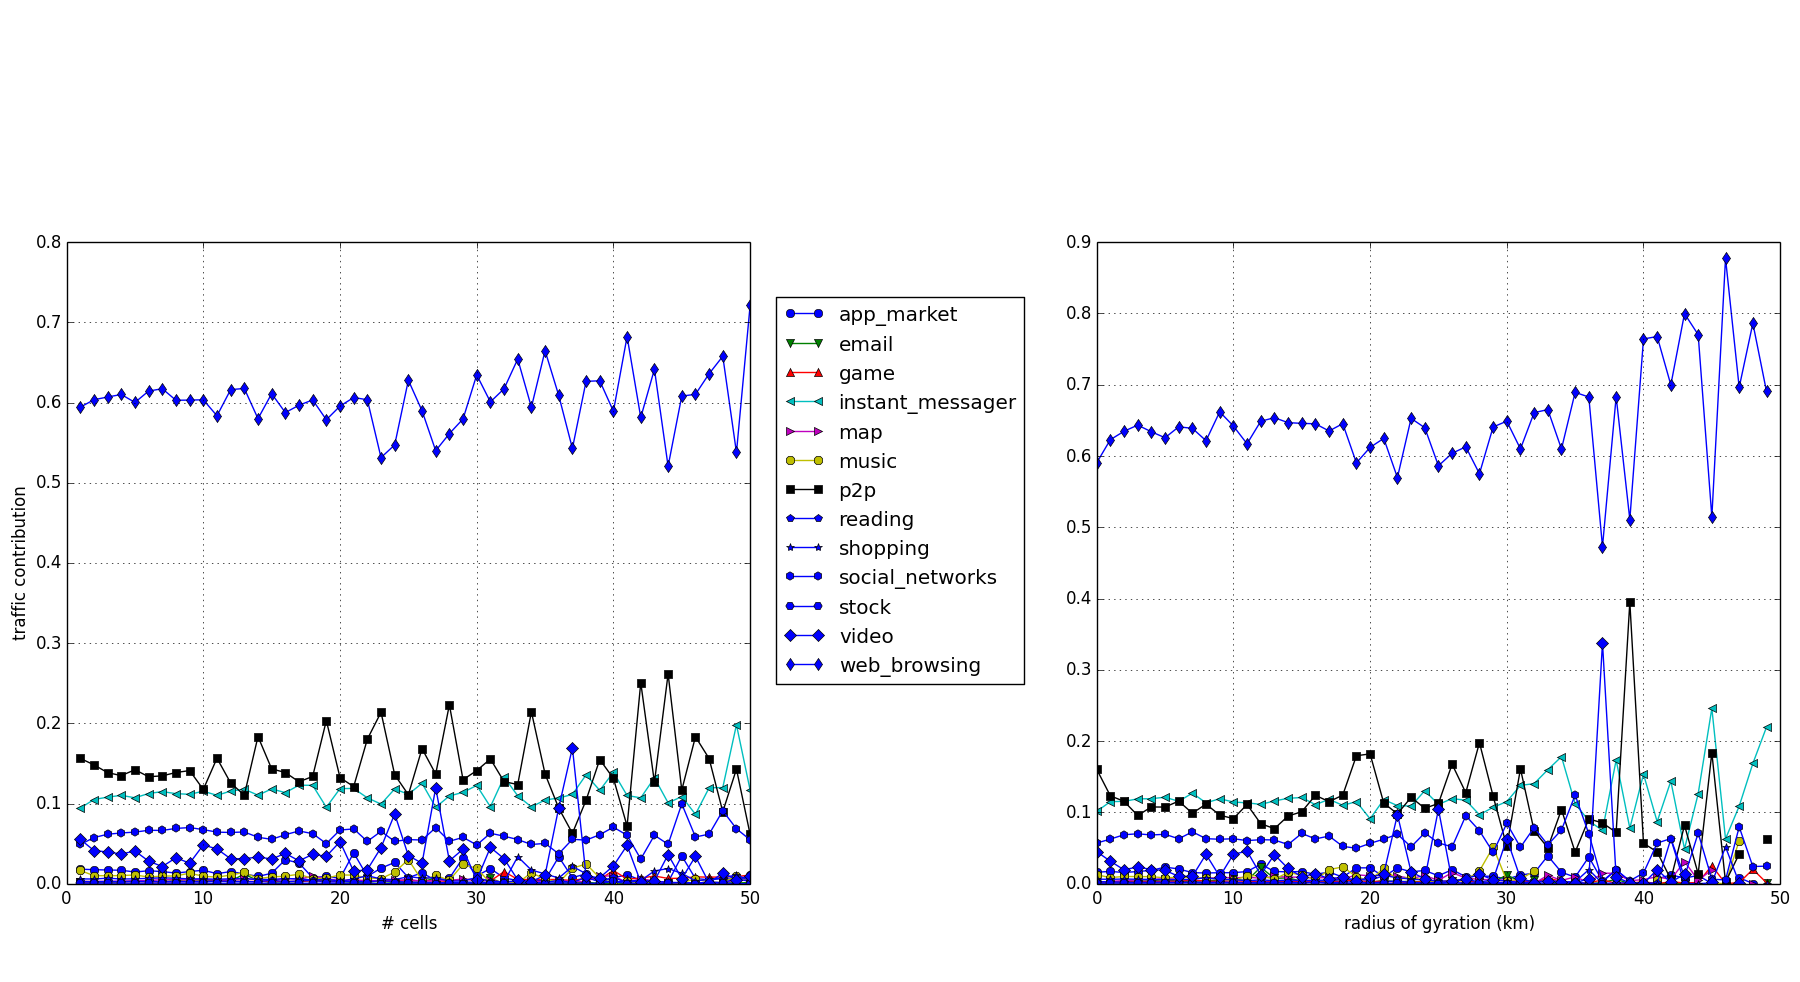 0.8
0.7
0.6
0.5
0.4
0.3
0.2
0.1
0.0
traffic contribution
0 10 20 30 40 50
# cells
app_market
email
game
instant_messager
map
music
p2p
reading
shopping
social_networks
stock
video
web_browsing
0.9
0.8
0.7
0.6
0.5
0.4
0.3
0.2
0.1
0.0
0 10 20 30 40 50
radius of gyration (km)